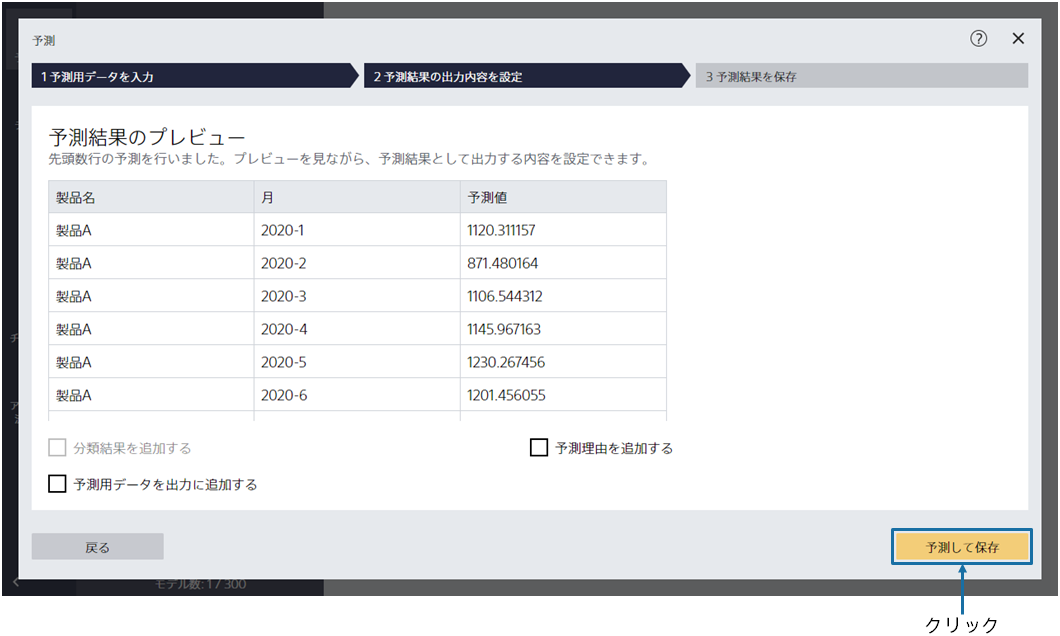 予測
?
1 予測用データを入力
2 予測結果の出力内容を設定
3 予測結果を保存
予測結果のプレビュー
先頭数行の予測を行いました。プレビューを見ながら、予測結果として出力する内容を設定できます。
製品名 月 予測値
製品A 2020-1 1120.311157
製品A 2020-2 871.480164
製品A 2020-3 1106.544312
製品A 2020-4 1145.967163
製品A 2020-5 1230.267456
製品A 2020-6 1201.456055
分類結果を追加する
予測理由を追加する
予測用データを出力に追加する
戻る
予測して保存
モデル数: 17300
クリック